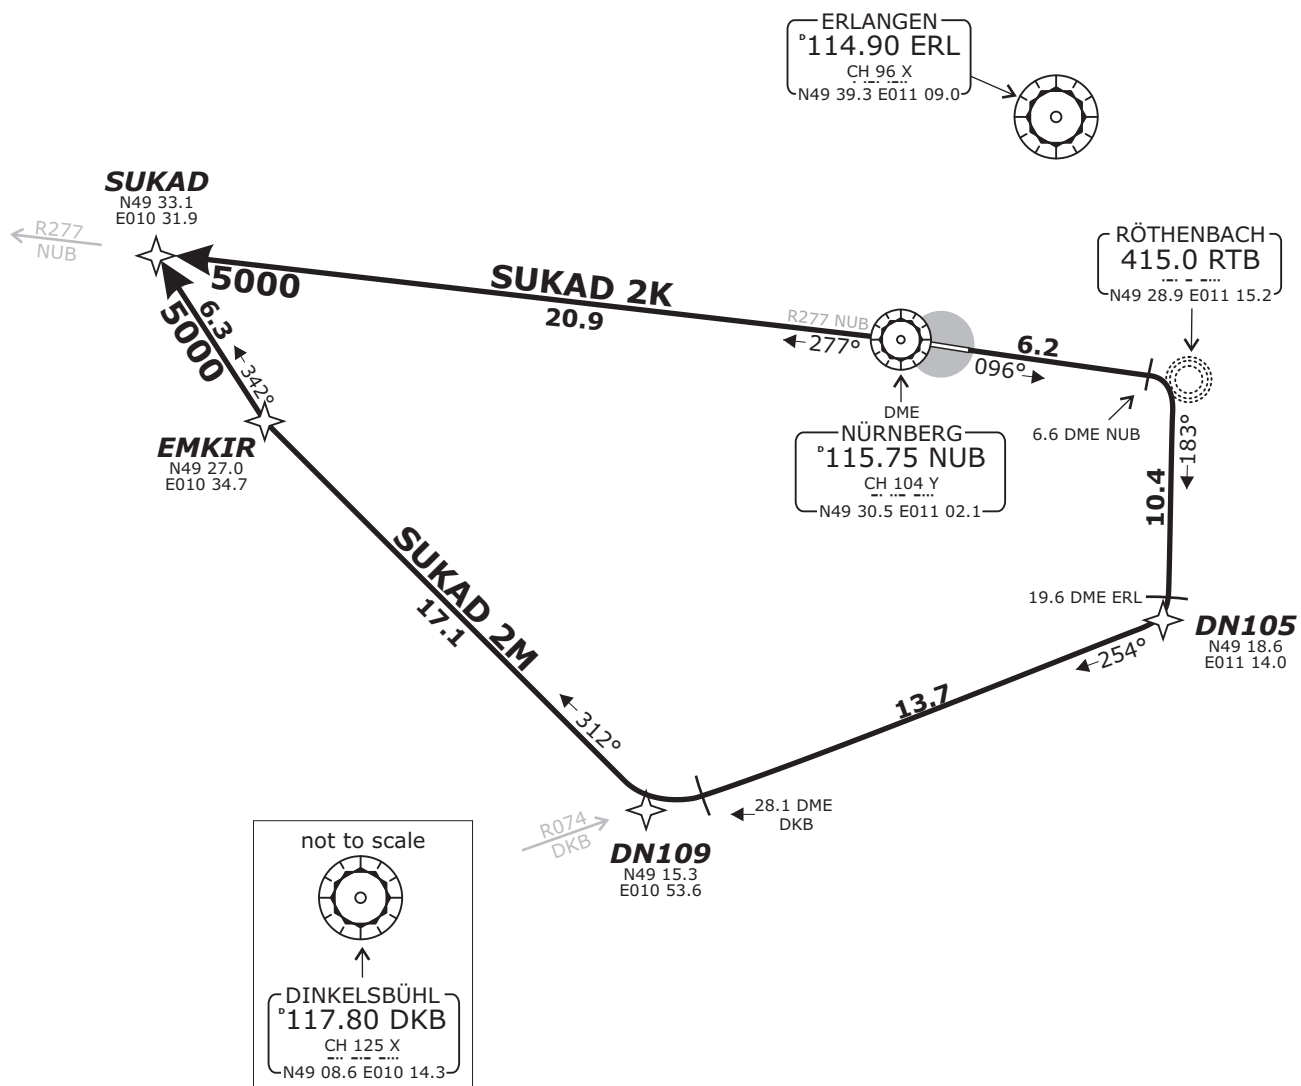 ERLANGEN
D114.90 ERL
CH 96 X
N49 39.3 E011 09.0
SUKAD
N49 33.1
E010 31.9
R277
NUB
RÖTHENBACH
415.0 RTB
N49 28.9 E011 15.2
5000
SUKAD 2K
20.9
R277 NUB
277°
6.2
096°
6.6 DME NUB
183°
10.4
DME
NÜRNBERG
D115.75 NUB
CH 104 Y
N49 30.5 E011 02.1
6.3
5000
342°
EMKIR
N49 27.0
E010 34.7
SUKAD 2M
17.1
312°
19.6 DME ERL
DN105
N49 18.6
E011 14.0
254°
13.7
28.1 DME
DKB
R074
DKB
DN109
N49 15.3
E010 53.6
not to scale
DINKELSBÜHL
D117.80 DKB
CH 125 X
N49 08.6 E010 14.3